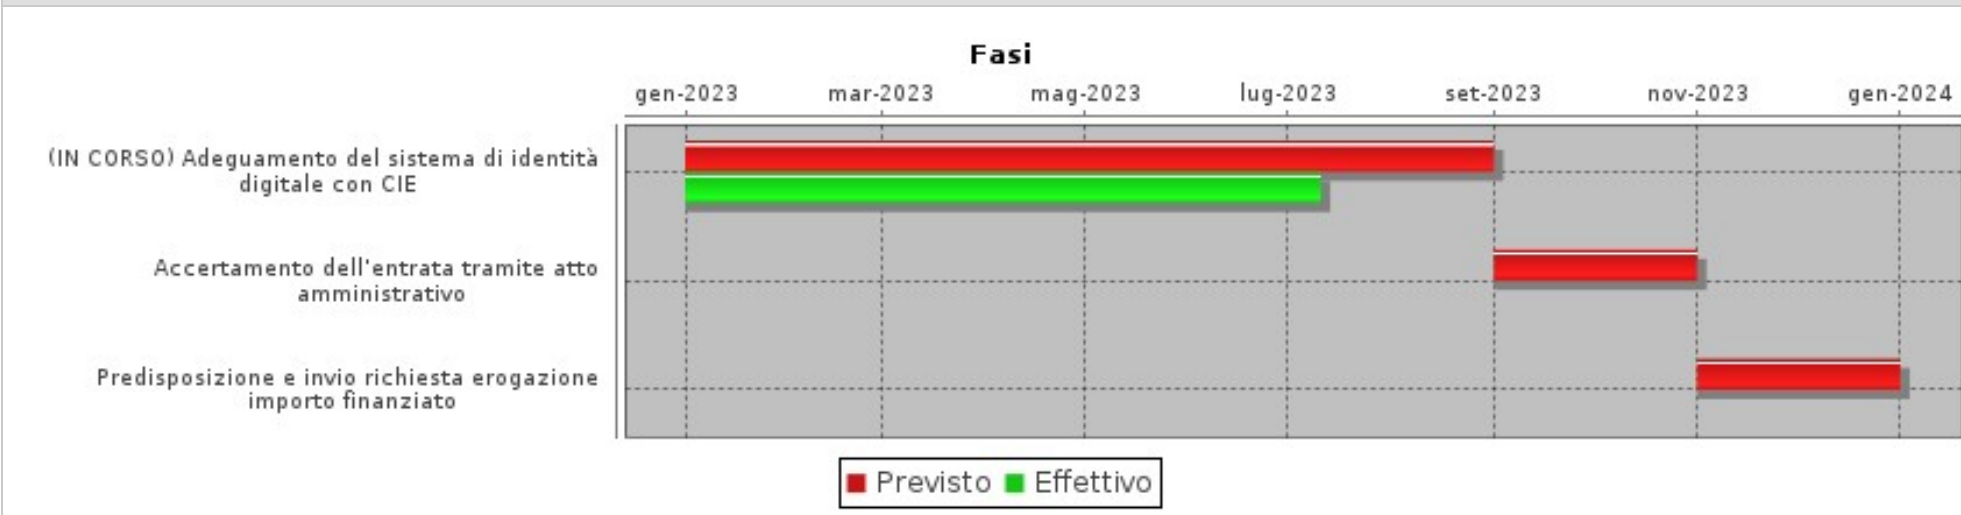 Fasi
gen-2023 mar-2023 mag-2023 lug-2023 set-2023 nov-2023 gen-2024
(IN CORSO) Adeguamento del sistema di identità
digitale con CIE
Accertamento dell'entrata tramite atto
amministrativo
Predisposizione e invio richiesta erogazione
importo finanziato
Previsto Effettivo